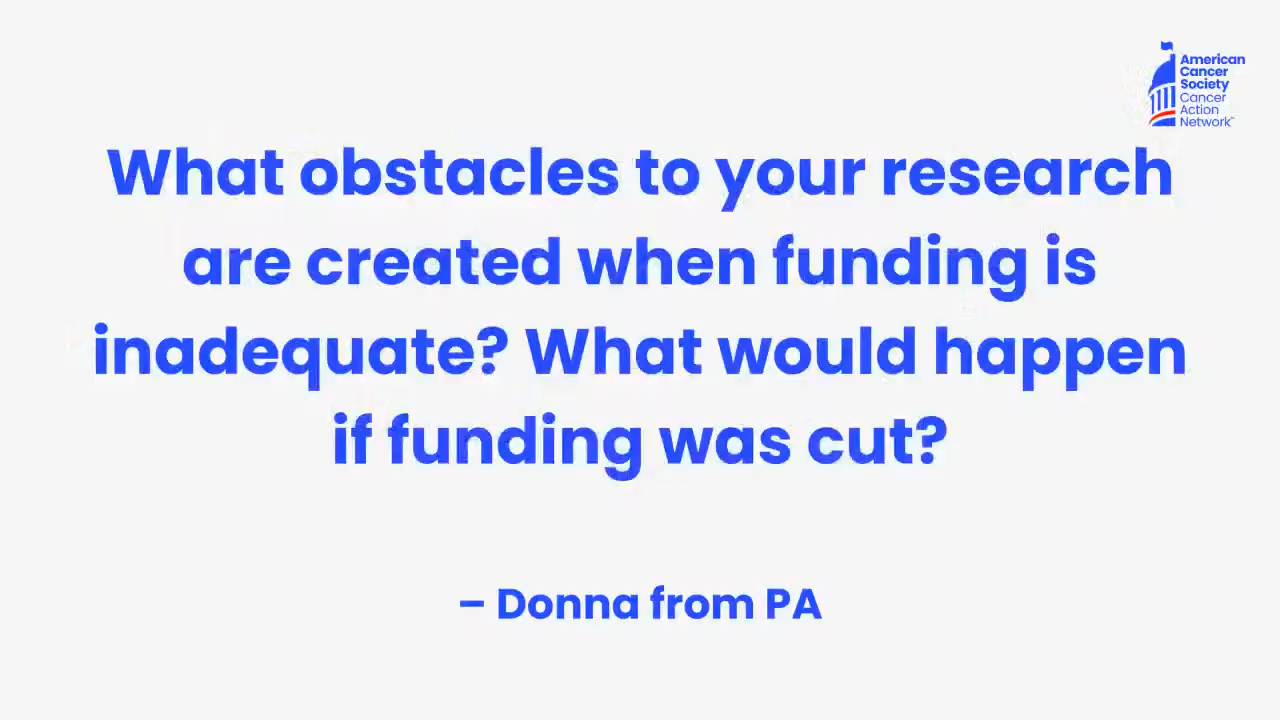 American
Cancer
Society
Cancer
Action
Network™
What obstacles to your research
are created when funding is
inadequate? What would happen
if funding was cut?
– Donna from PA